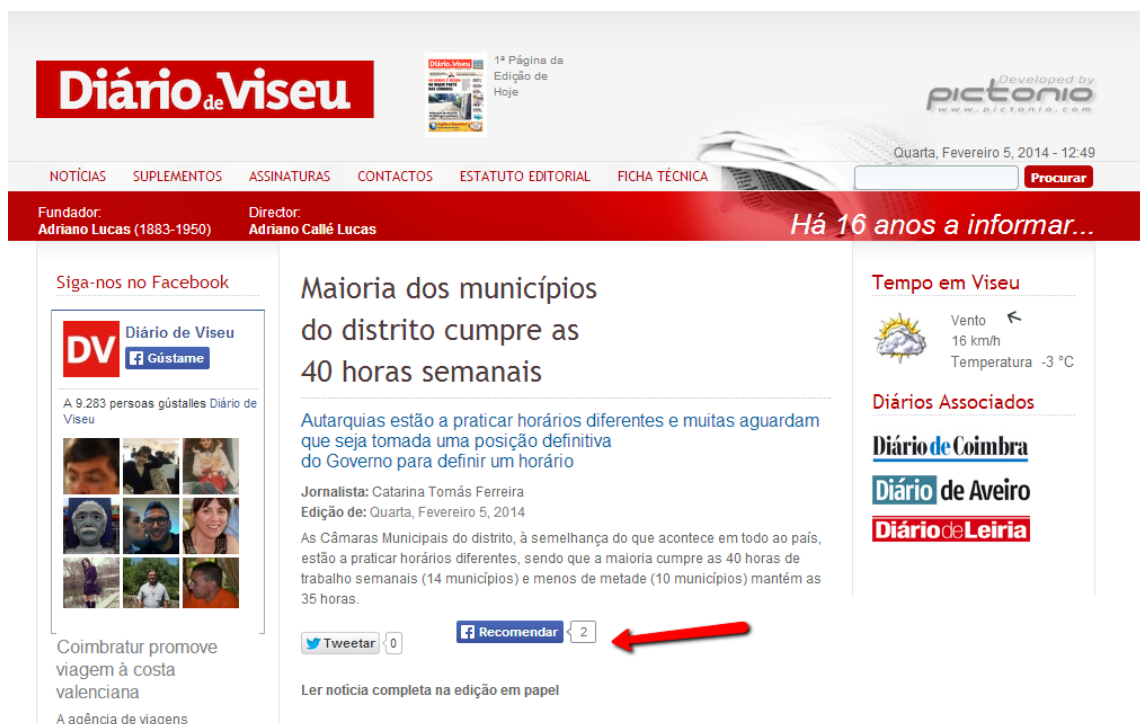 Diário de Viseu
1ª Página da
Edição de
Hoje
Developed by
pictonio
www.pictonio.com
Quarta, Fevereiro 5, 2014 - 12:49
NOTÍCIAS SUPLEMENTOS ASSINATURAS CONTACTOS ESTATUTO EDITORIAL FICHA TÉCNICA
Procurar
Fundador:
Adriano Lucas (1883-1950)
Director:
Adriano Callé Lucas
Há 16 anos a informar...
Siga-nos no Facebook
DV
Diário de Viseu
Gústame
A 9.283 persoas gústalles Diário de
Viseu
Coimbratur promove
viagem à costa
valenciana
A agência de viagens
Maioria dos municípios
do distrito cumpre as
40 horas semanais
Autarquias estão a praticar horários diferentes e muitas aguardam
que seja tomada uma posição definitiva
do Governo para definir um horário
Jornalista: Catarina Tomás Ferreira
Edição de: Quarta, Fevereiro 5, 2014
As Câmaras Municipais do distrito, à semelhança do que acontece em todo ao país,
estão a praticar horários diferentes, sendo que a maioria cumpre as 40 horas de
trabalho semanais (14 municípios) e menos de metade (10 municípios) mantém as
35 horas.
Tweetar 0
Recomendar 2
Ler notícia completa na edição em papel
Tempo em Viseu
Vento
16 km/h
Temperatura -3 °C
Diários Associados
Diário de Coimbra
Diário de Aveiro
Diário de Leiria